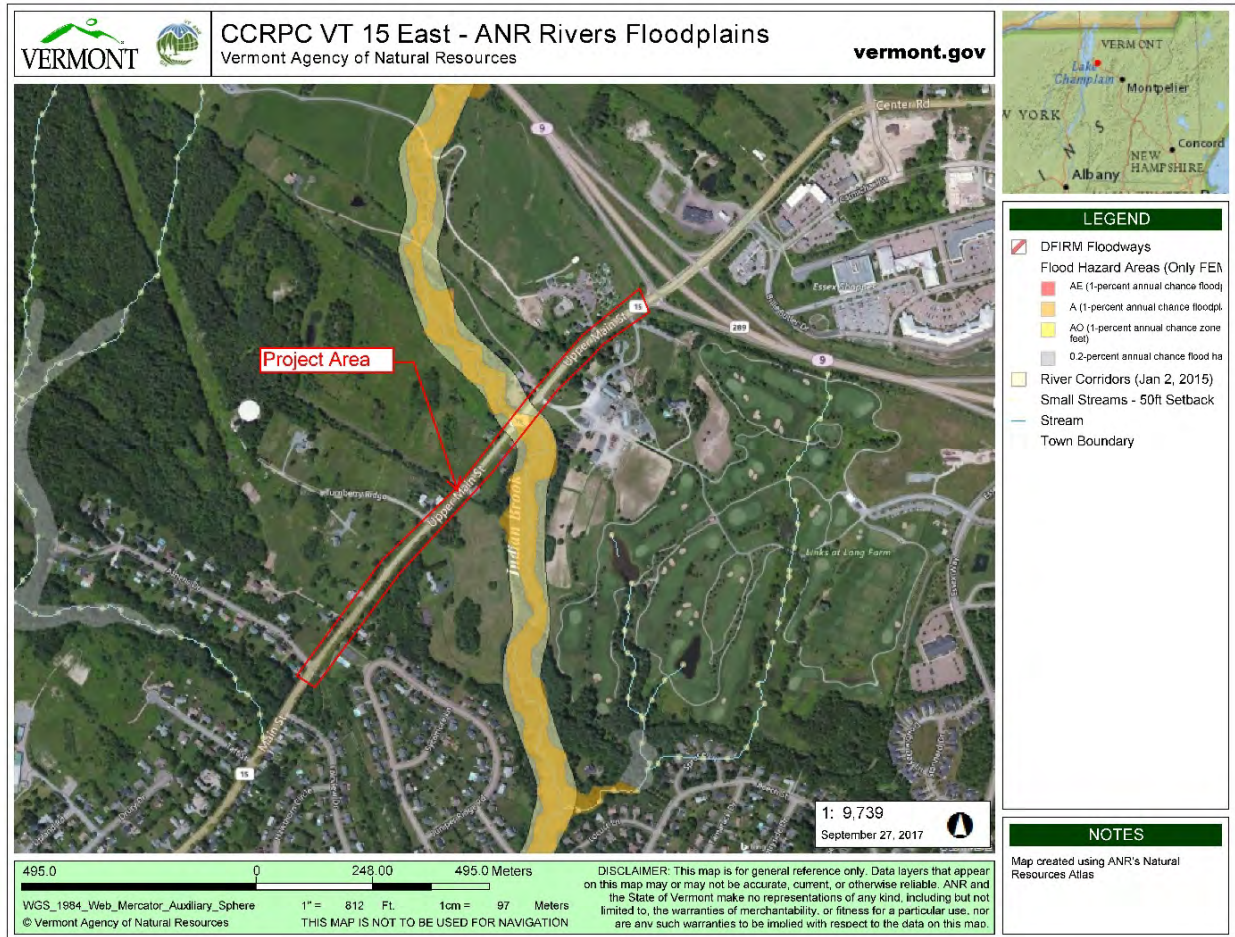 VERMONT
CCRPC VT 15 East - ANR Rivers Floodplains
Vermont Agency of Natural Resources
vermont.gov
VERMONT
Lake
Champlain
Montpelier
W YORK
Concord
NEW
HAMPSHIRE
Albany
9
Center Rd
Project Area
15
Essex
289
9
Upper Main St
Turnberry Ridge
Upper Main St
Indian Brook
Links at Lang Farm
Essex Way
Main St
15
1: 9,739
September 27, 2017
LEGEND
DFIRM Floodways
Flood Hazard Areas (Only FEM
AE (1-percent annual chance floodp
A (1-percent annual chance floodpl
AO (1-percent annual chance zone
feet)
0.2-percent annual chance flood ha
River Corridors (Jan 2, 2015)
Small Streams - 50ft Setback
Stream
Town Boundary
NOTES
Map created using ANR's Natural
Resources Atlas
495.0 0 248.00 495.0 Meters
WGS_1984_Web_Mercator_Auxiliary_Sphere 1" = 812 Ft. 1cm = 97 Meters
© Vermont Agency of Natural Resources THIS MAP IS NOT TO BE USED FOR NAVIGATION
DISCLAIMER: This map is for general reference only. Data layers that appear
on this map may or may not be accurate, current, or otherwise reliable. ANR and
the State of Vermont make no representations of any kind, including but not
limited to, the warranties of merchantability, or fitness for a particular use, nor
are any such warranties to be implied with respect to the data on this map.